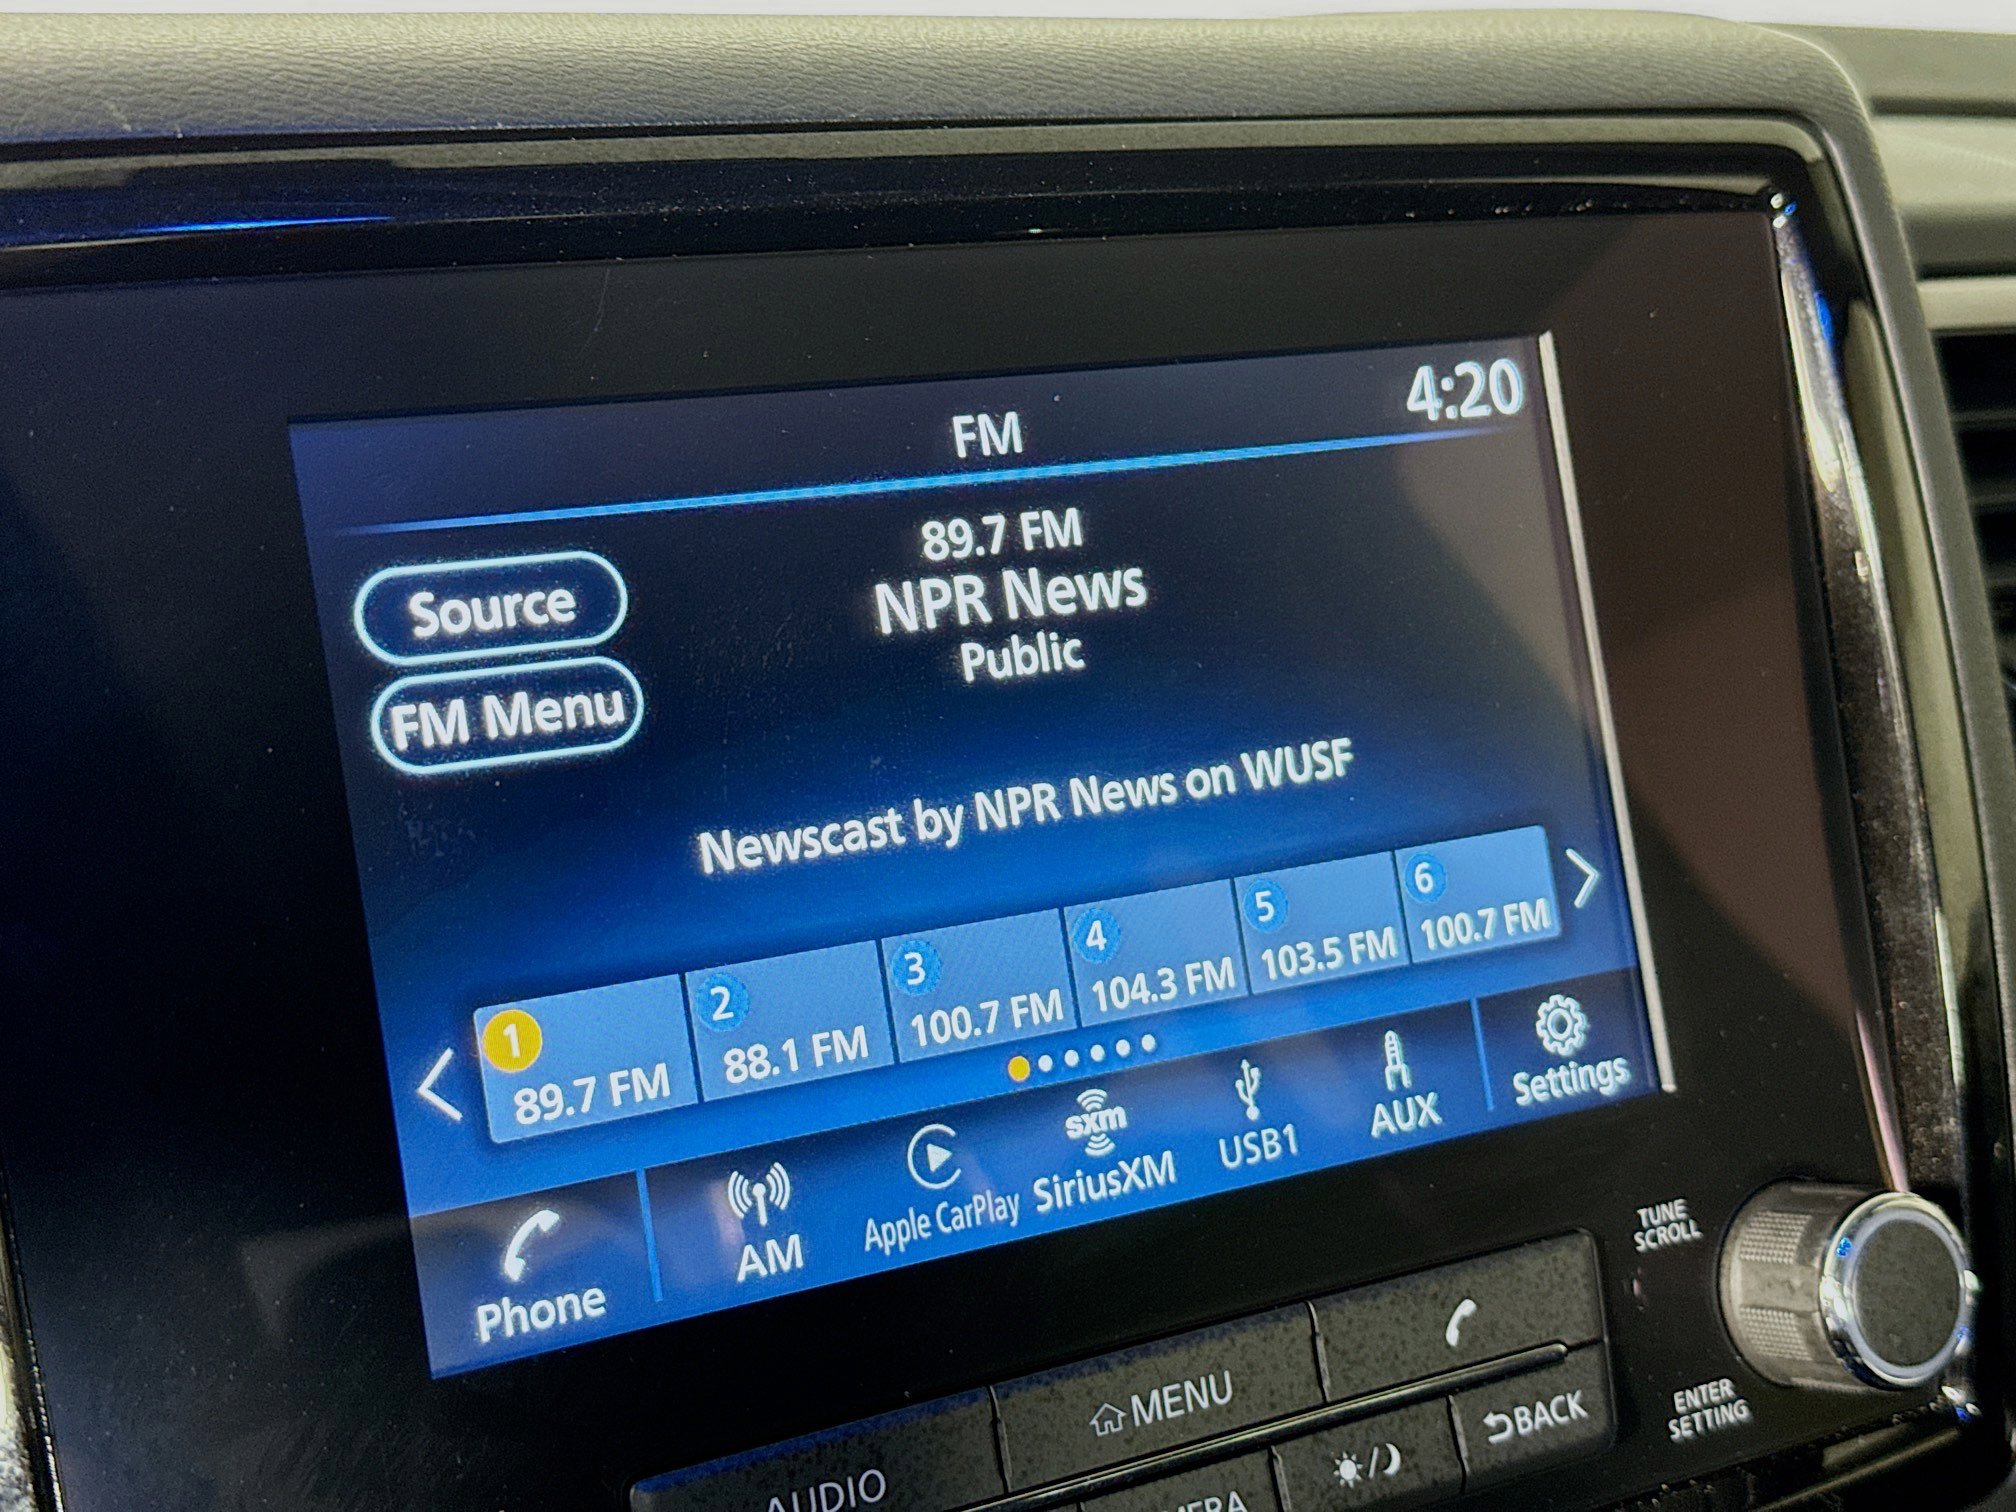 4:20
FM
89.7 FM
NPR News
Public
Source
FM Menu
Newscast by NPR News on WUSF
1 89.7 FM
2 88.1 FM
3 100.7 FM
4 104.3 FM
5 103.5 FM
6 100.7 FM
Phone
AM
Apple CarPlay
sxm
SiriusXM
USB1
AUX
Settings
TUNE
SCROLL
MENU
AUDIO
BACK
ENTER
SETTING